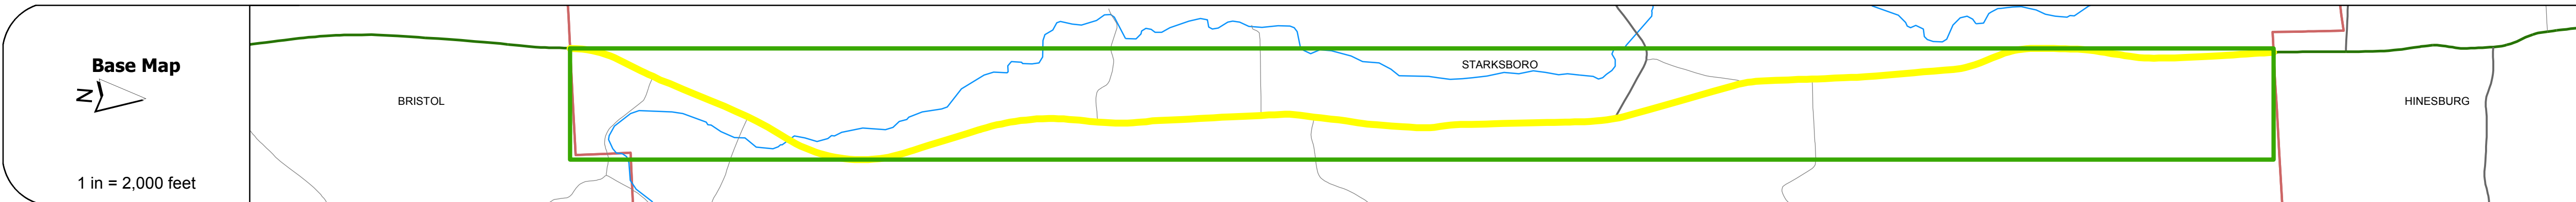 Base Map
N
1 in = 2,000 feet
BRISTOL
STARKSBORO
HINESBURG